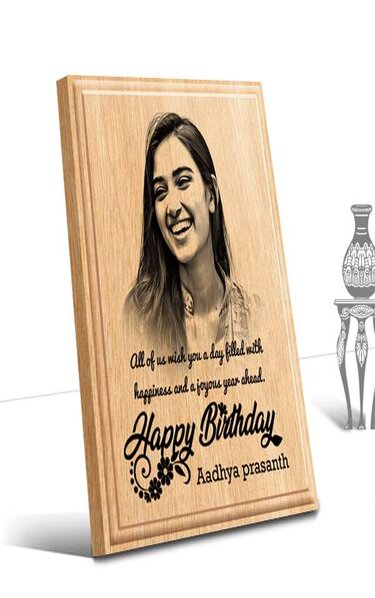 All of us wish you a day filled with
happiness and a joyous year ahead.
Happy Birthday
Aadhya prasanth